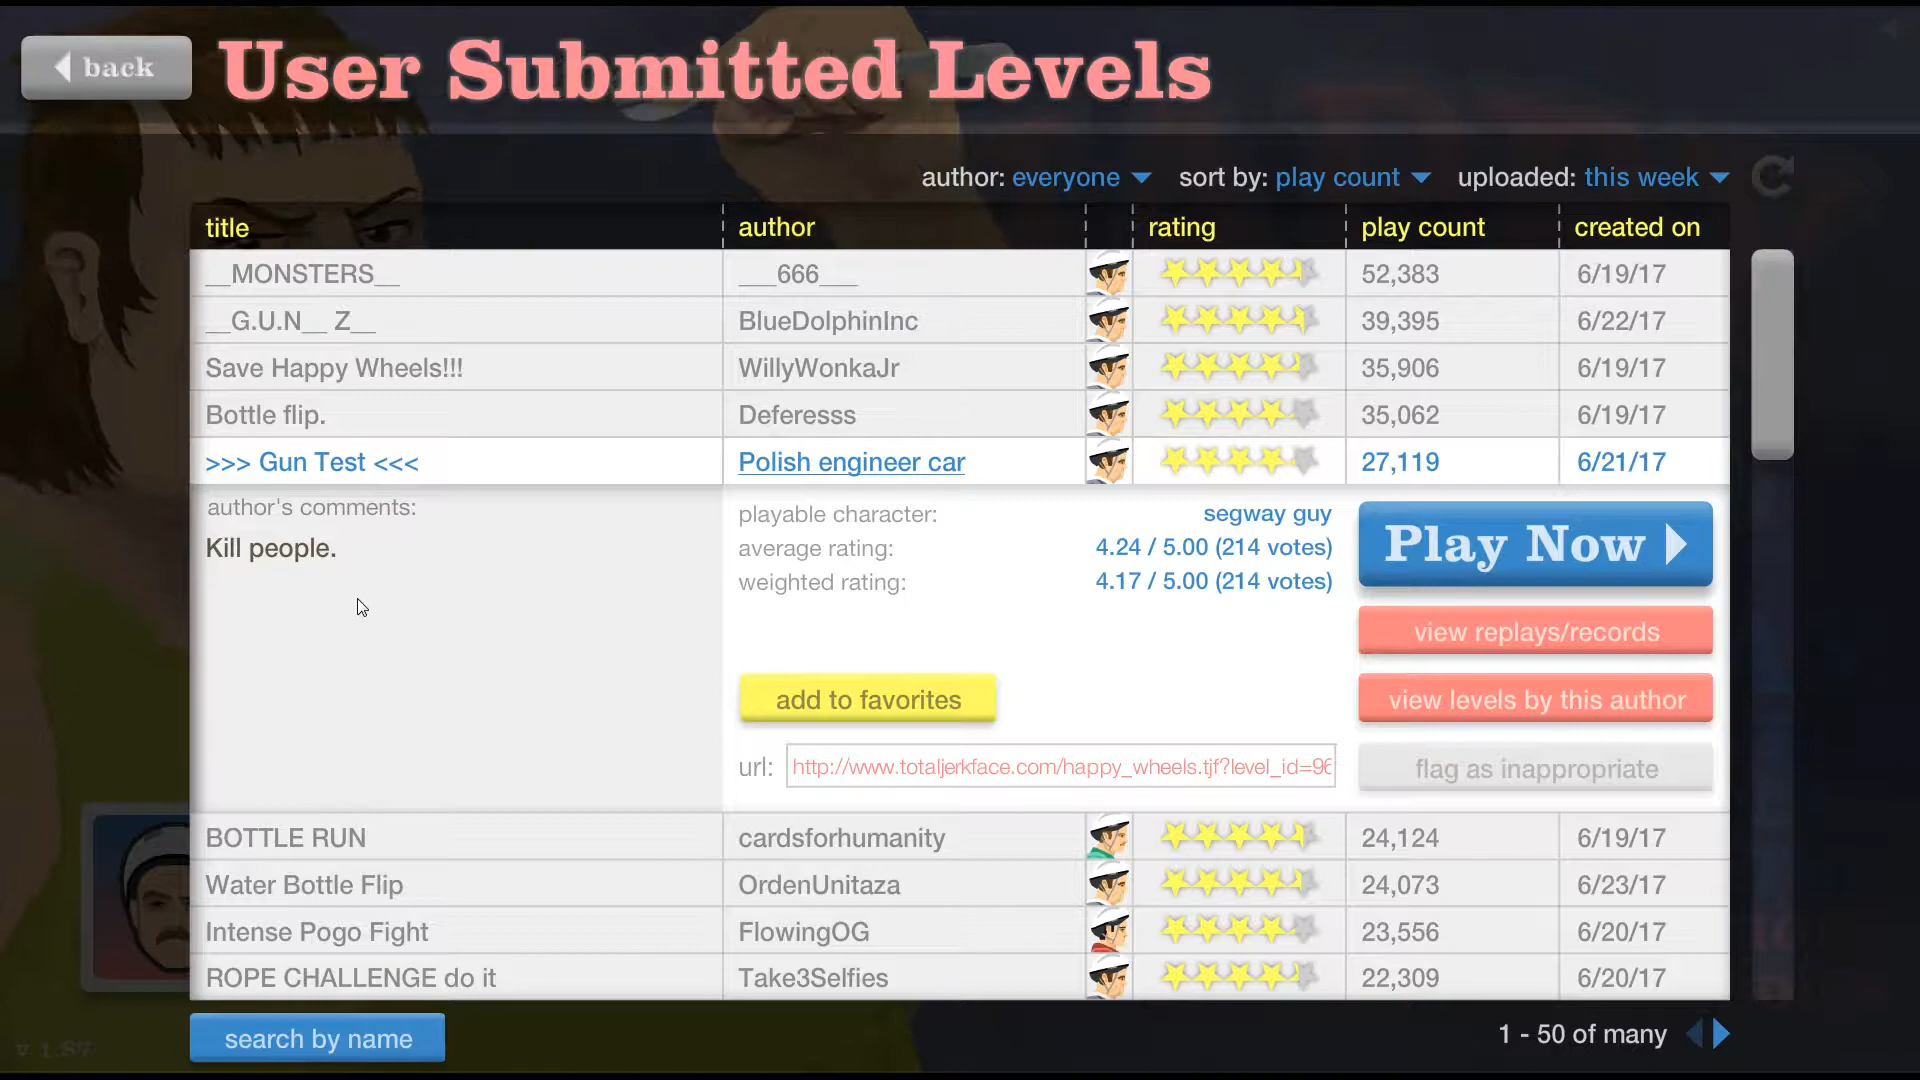 back
User Submitted Levels
author: everyone sort by: play count uploaded: this week
title author rating play count created on
__MONSTERS__ ___666___ 52,383 6/19/17
__G.U.N__ Z__ BlueDolphinInc 39,395 6/22/17
Save Happy Wheels!!! WillyWonkaJr 35,906 6/19/17
Bottle flip. Deferesss 35,062 6/19/17
>>> Gun Test <<< Polish engineer car 27,119 6/21/17
author's comments:
Kill people.
playable character: segway guy
average rating: 4.24 / 5.00 (214 votes)
weighted rating: 4.17 / 5.00 (214 votes)
Play Now
view replays/records
add to favorites
view levels by this author
url: http://www.totaljerkface.com/happy_wheels.tjf?level_id=96
flag as inappropriate
BOTTLE RUN cardsforhumanity 24,124 6/19/17
Water Bottle Flip OrdenUnitaza 24,073 6/23/17
Intense Pogo Fight FlowingOG 23,556 6/20/17
ROPE CHALLENGE do it Take3Selfies 22,309 6/20/17
search by name
1 - 50 of many
v 1.87